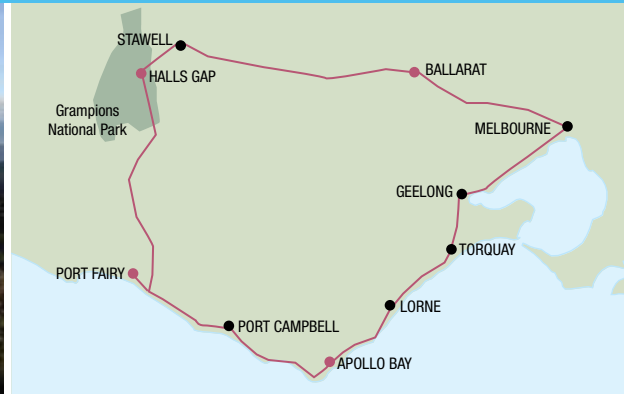 STAWELL
HALLS GAP
BALLARAT
Grampions
National Park
MELBOURNE
GEELONG
TORQUAY
PORT FAIRY
LORNE
PORT CAMPBELL
APOLLO BAY